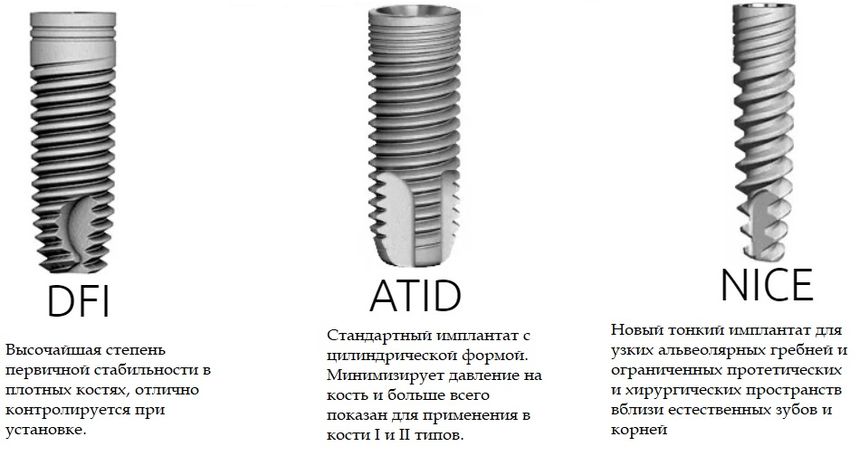 DFI
Высочайшая степень
первичной стабильности в
плотных костях, отлично
контролируется при
установке.
ATID
Стандартный имплантат с
цилиндрической формой.
Минимизирует давление на
кость и больше всего
показан для применения в
кости I и II типов.
NICE
Новый тонкий имплантат для
узких альвеолярных гребней и
ограниченных протетических
и хирургических пространств
вблизи естественных зубов и
корней